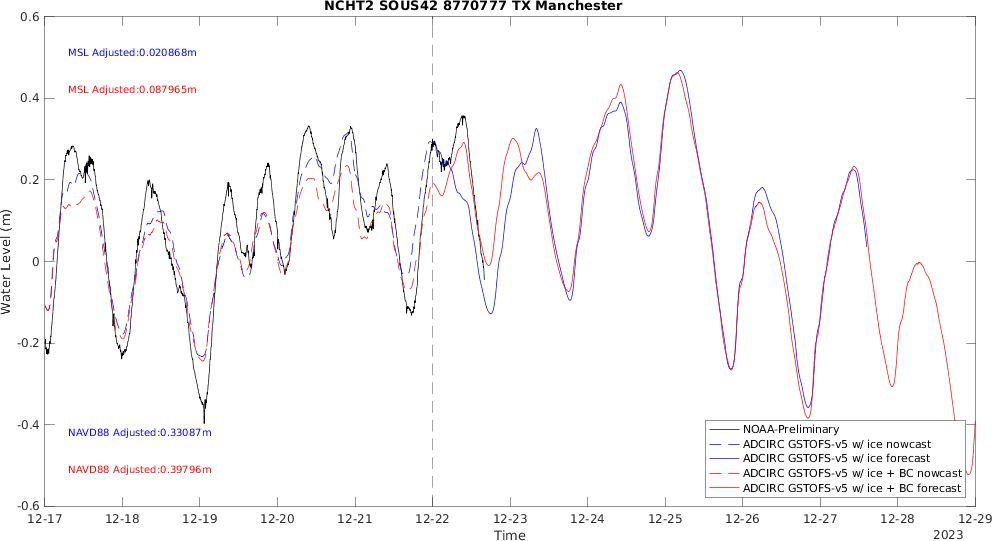 NCHT2 SOUS42 8770777 TX Manchester
0.6
0.4
0.2
0
-0.2
-0.4
-0.6
Water Level (m)
MSL Adjusted:0.020868m
MSL Adjusted:0.087965m
NAVD88 Adjusted:0.33087m
NAVD88 Adjusted:0.39796m
NOAA-Preliminary
ADCIRC GSTOFS-v5 w/ ice nowcast
ADCIRC GSTOFS-v5 w/ ice forecast
ADCIRC GSTOFS-v5 w/ ice + BC nowcast
ADCIRC GSTOFS-v5 w/ ice + BC forecast
12-17 12-18 12-19 12-20 12-21 12-22 12-23 12-24 12-25 12-26 12-27 12-28 12-29
Time
2023